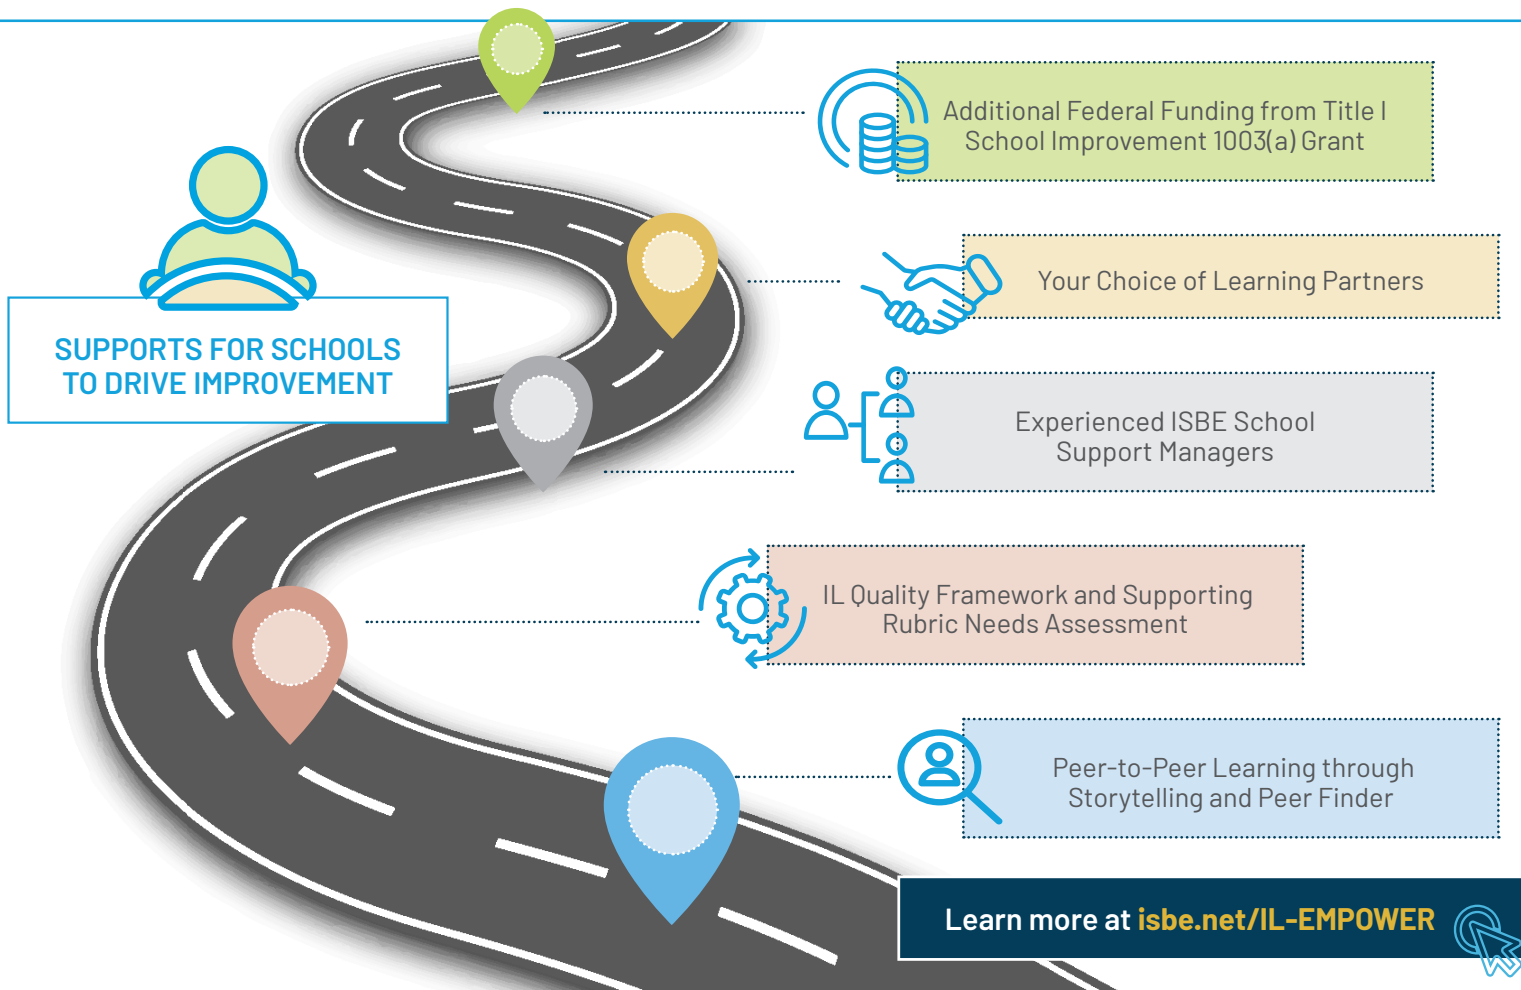 SUPPORTS FOR SCHOOLS
TO DRIVE IMPROVEMENT
Additional Federal Funding from Title I
School Improvement 1003(a) Grant
Your Choice of Learning Partners
Experienced ISBE School
Support Managers
IL Quality Framework and Supporting
Rubric Needs Assessment
Peer-to-Peer Learning through
Storytelling and Peer Finder
Learn more at isbe.net/IL-EMPOWER